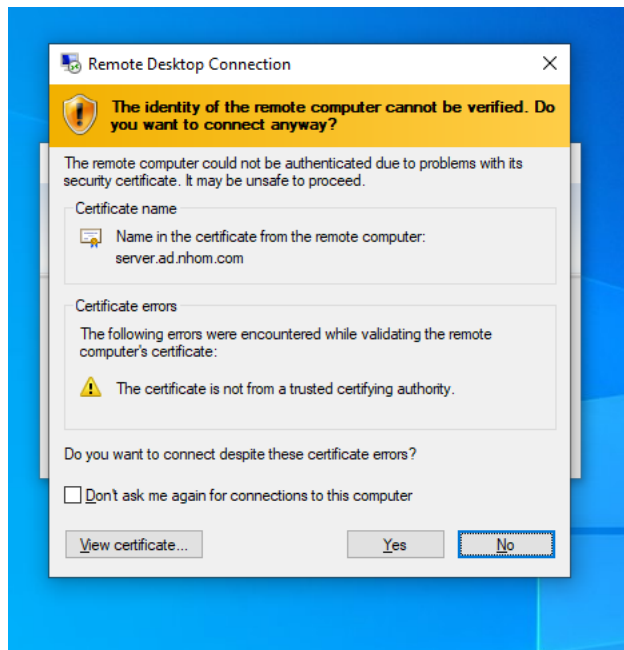 Remote Desktop Connection
The identity of the remote computer cannot be verified. Do
you want to connect anyway?
The remote computer could not be authenticated due to problems with its
security certificate. It may be unsafe to proceed.
Certificate name
Name in the certificate from the remote computer:
server.ad.nhom.com
Certificate errors
The following errors were encountered while validating the remote
computer's certificate:
The certificate is not from a trusted certifying authority.
Do you want to connect despite these certificate errors?
Don't ask me again for connections to this computer
View certificate...
Yes
No